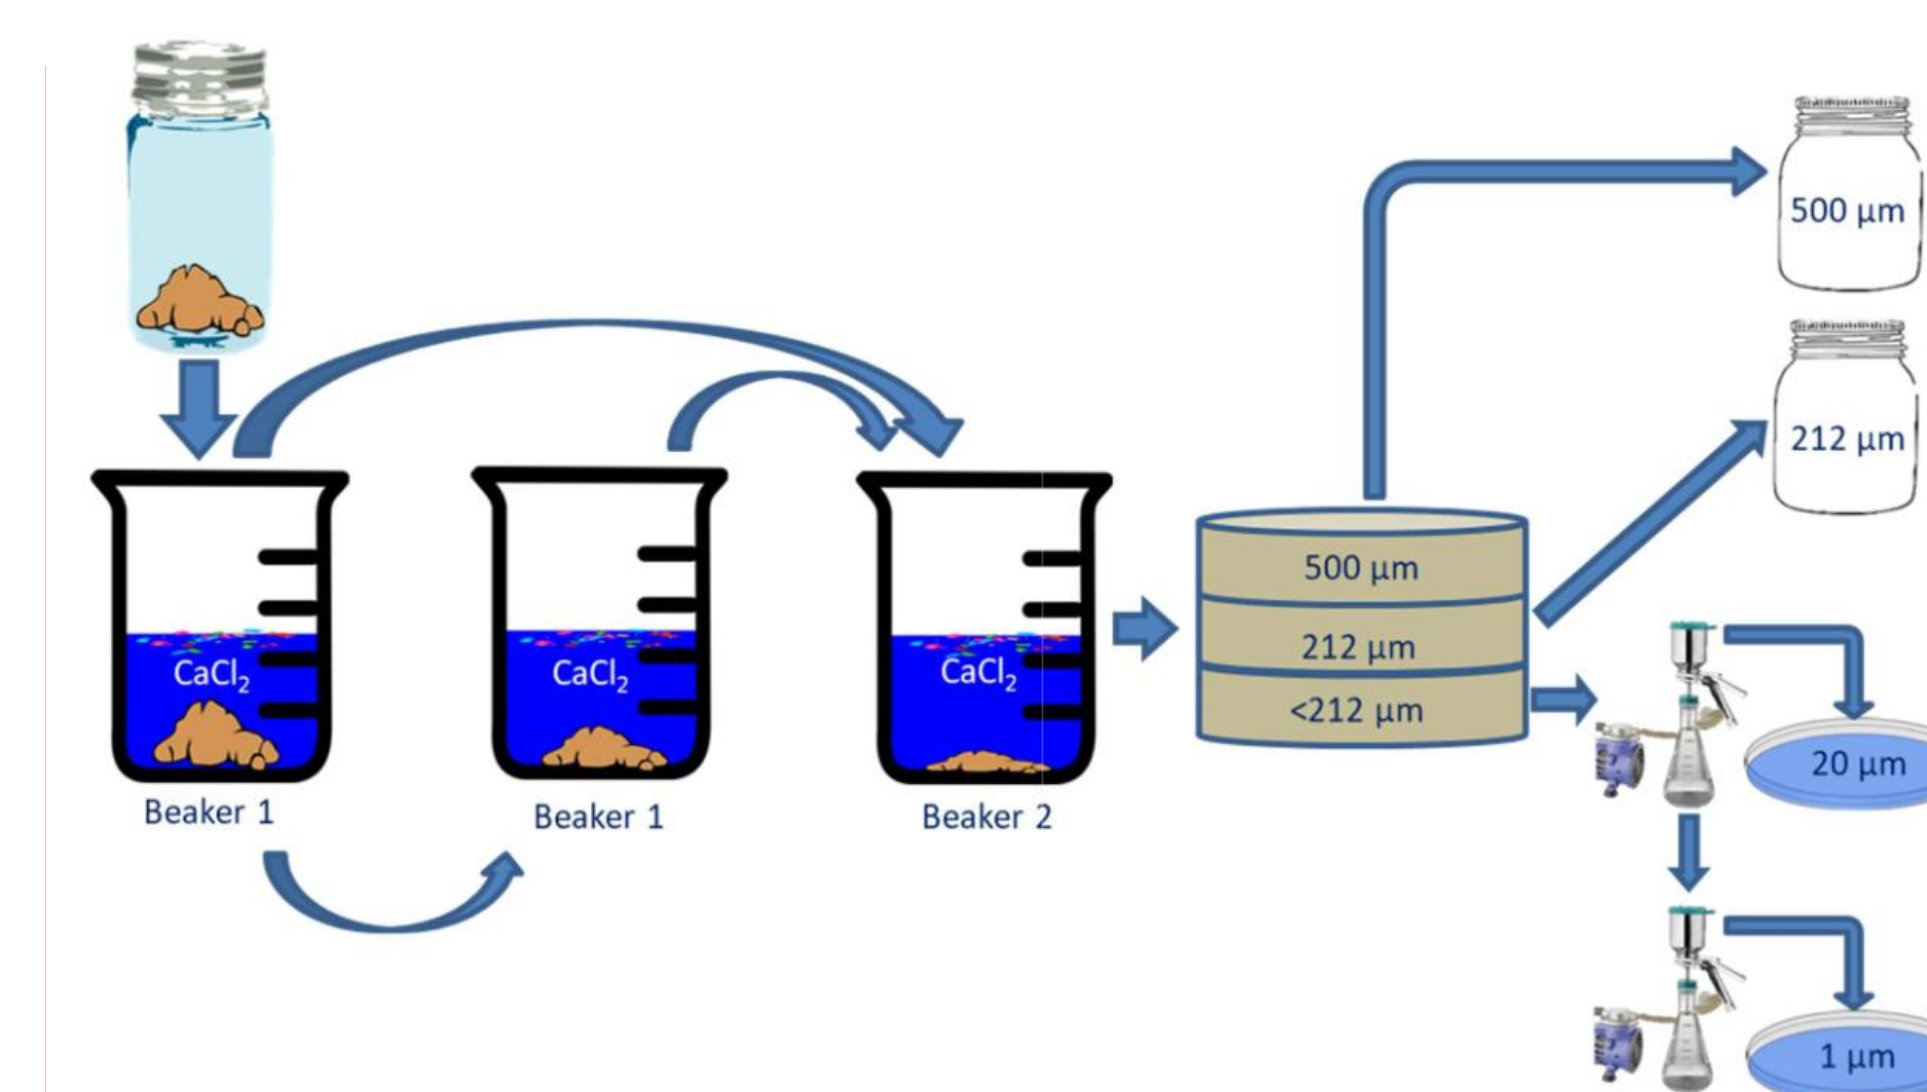 500 µm
212 µm
500 µm
212 µm
<212 µm
CaCl₂
CaCl₂
CaCl₂
20 µm
Beaker 1
Beaker 1
Beaker 2
1 µm